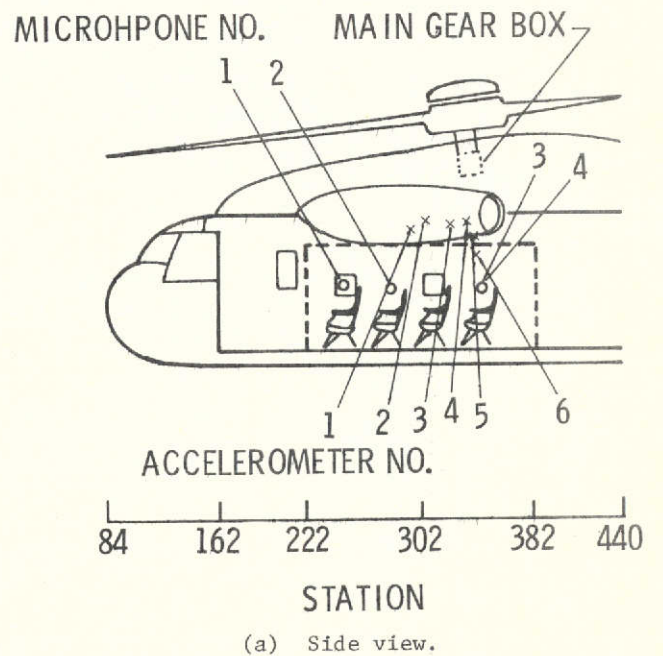 MICROHPONE NO. MAIN GEAR BOX
1 2
3 4
1 2 3 4 5 6
ACCELEROMETER NO.
84 162 222 302 382 440
STATION
(a) Side view.